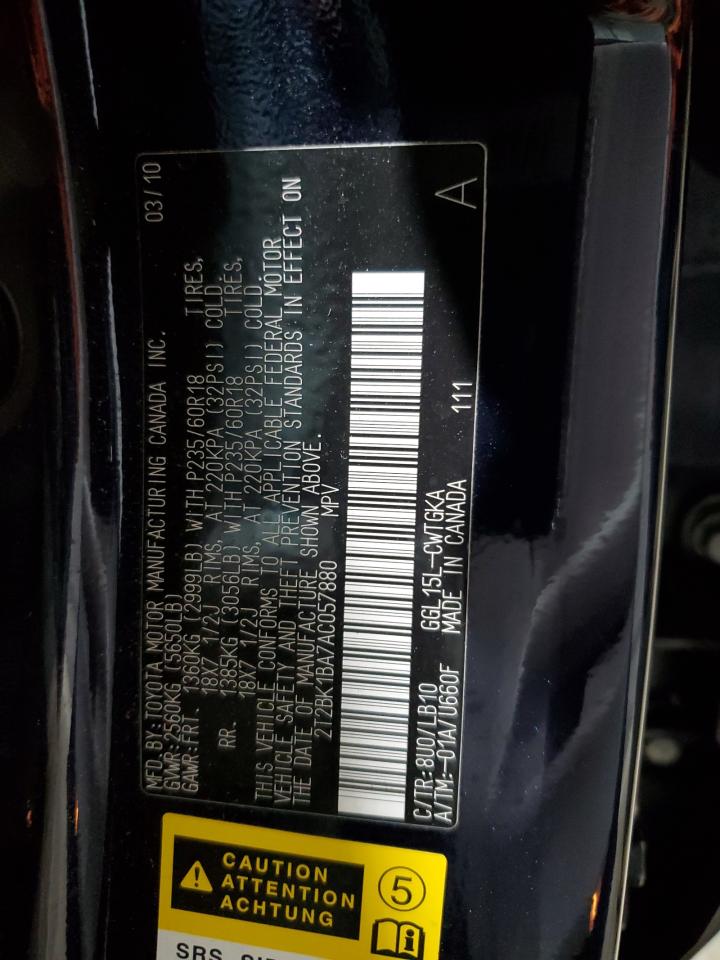 MFD. BY: TOYOTA MOTOR MANUFACTURING CANADA INC. 03/10
GVWR: 2560KG (5650LB)
GAWR: FRT. 1380KG (2999LB) WITH P235/60R18 TIRES,
18X7 1/2J RIMS, AT 220KPA (32PSI) COLD.
RR. 1385KG (3056LB) WITH P235/60R18 TIRES,
18X7 1/2J RIMS, AT 220KPA (32PSI) COLD.
THIS VEHICLE CONFORMS TO ALL APPLICABLE FEDERAL MOTOR
VEHICLE SAFETY AND THEFT PREVENTION STANDARDS IN EFFECT ON
THE DATE OF MANUFACTURE SHOWN ABOVE.
2T2BK1BA7AC057880 MPV
C/TR: 8U0/LB10 GGL15L-CWTGKA 111
A/TM: -01A/U660F MADE IN CANADA
A
CAUTION
ATTENTION
ACHTUNG
5
SRS